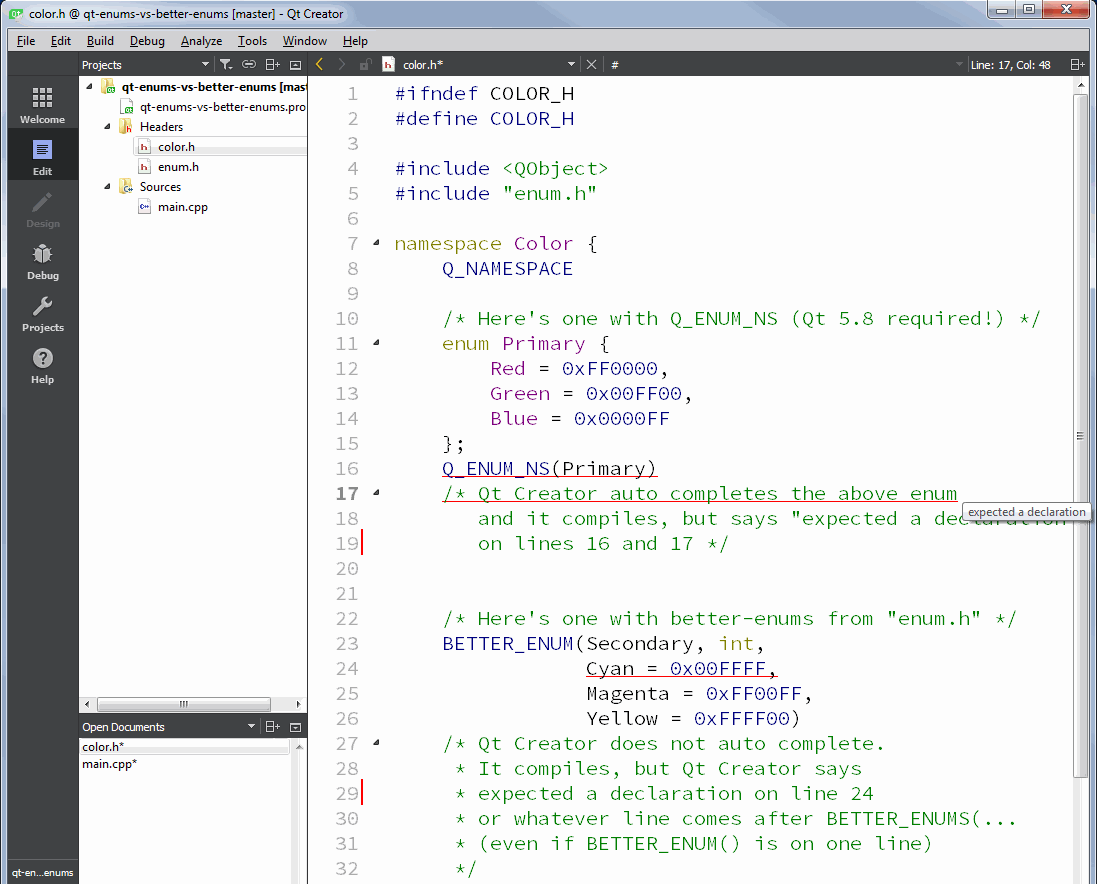 color.h @ qt-enums-vs-better-enums [master] - Qt Creator
File Edit Build Debug Analyze Tools Window Help
Projects
color.h*
#
Line: 17, Col: 48
Welcome
Edit
Design
Debug
Projects
Help
qt-en...enums
qt-enums-vs-better-enums [mast
qt-enums-vs-better-enums.pro
Headers
color.h
enum.h
Sources
main.cpp
Open Documents
color.h*
main.cpp*
1 #ifndef COLOR_H
2 #define COLOR_H
3
4 #include <QObject>
5 #include "enum.h"
6
7 namespace Color {
8 Q_NAMESPACE
9
10 /* Here's one with Q_ENUM_NS (Qt 5.8 required!) */
11 enum Primary {
12 Red = 0xFF0000,
13 Green = 0x00FF00,
14 Blue = 0x0000FF
15 };
16 Q_ENUM_NS(Primary)
17 /* Qt Creator auto completes the above enum
expected a declaration
18 and it compiles, but says "expected a declaration
19 on lines 16 and 17 */
20
21
22 /* Here's one with better-enums from "enum.h" */
23 BETTER_ENUM(Secondary, int,
24 Cyan = 0x00FFFF,
25 Magenta = 0xFF00FF,
26 Yellow = 0xFFFF00)
27 /* Qt Creator does not auto complete.
28 * It compiles, but Qt Creator says
29 * expected a declaration on line 24
30 * or whatever line comes after BETTER_ENUMS(...
31 * (even if BETTER_ENUM() is on one line)
32 */